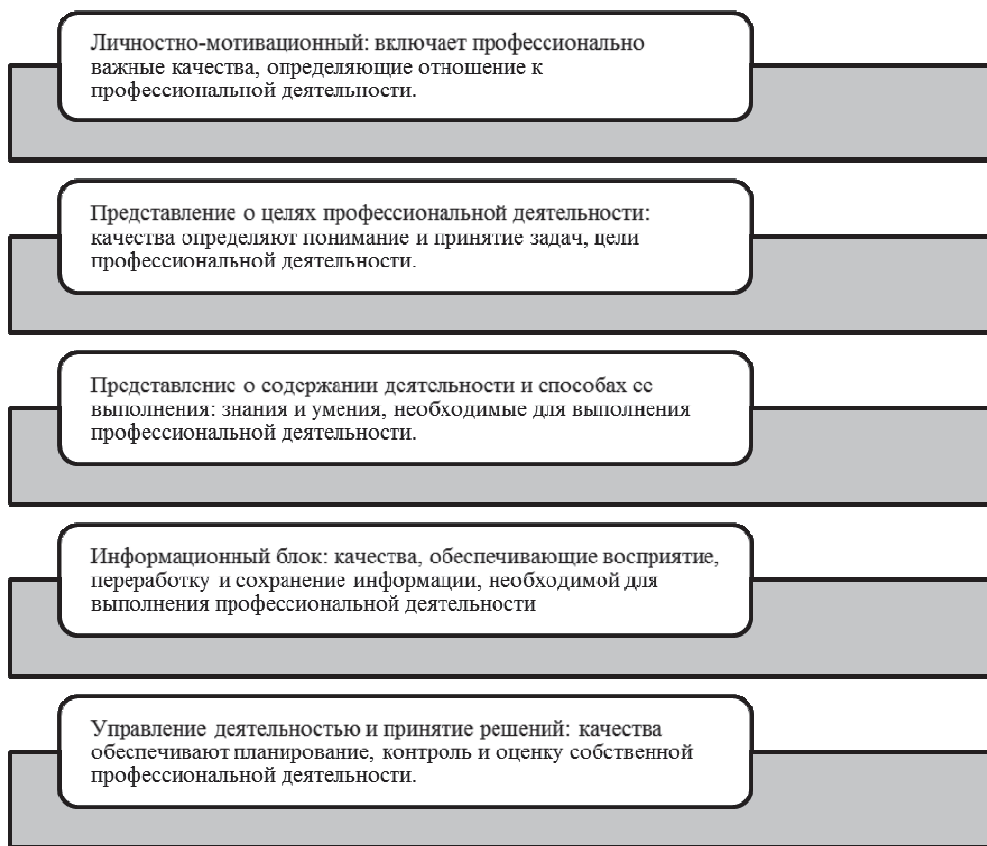 Личностно-мотивационный: включает профессионально
важные качества, определяющие отношение к
профессиональной деятельности.
Представление о целях профессиональной деятельности:
качества определяют понимание и принятие задач, цели
профессиональной деятельности.
Представление о содержании деятельности и способах ее
выполнения: знания и умения, необходимые для выполнения
профессиональной деятельности.
Информационный блок: качества, обеспечивающие восприятие,
переработку и сохранение информации, необходимой для
выполнения профессиональной деятельности
Управление деятельностью и принятие решений: качества
обеспечивают планирование, контроль и оценку собственной
профессиональной деятельности.